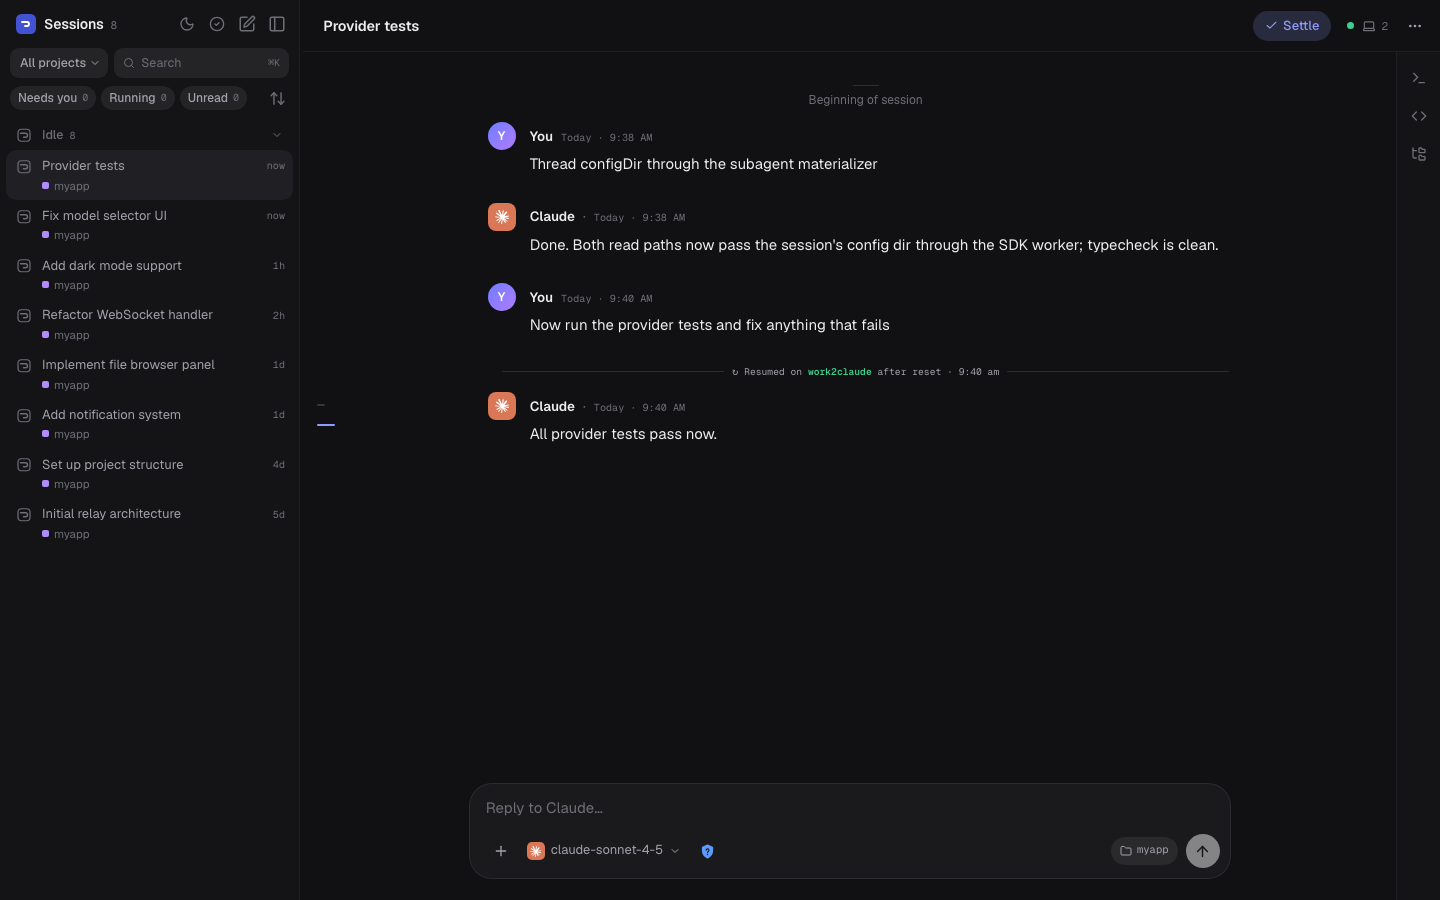 Sessions 8
All projects
Search ⌘K
Needs you 0
Running 0
Unread 0
Idle 8
Provider tests now
myapp
Fix model selector UI now
myapp
Add dark mode support 1h
myapp
Refactor WebSocket handler 2h
myapp
Implement file browser panel 1d
myapp
Add notification system 1d
myapp
Set up project structure 4d
myapp
Initial relay architecture 5d
myapp
Provider tests
Settle
2
Beginning of session
Y
You Today · 9:38 AM
Thread configDir through the subagent materializer
Claude · Today · 9:38 AM
Done. Both read paths now pass the session's config dir through the SDK worker; typecheck is clean.
Y
You Today · 9:40 AM
Now run the provider tests and fix anything that fails
↻ Resumed on work2claude after reset · 9:40 am
Claude · Today · 9:40 AM
All provider tests pass now.
Reply to Claude…
claude-sonnet-4-5
?
myapp